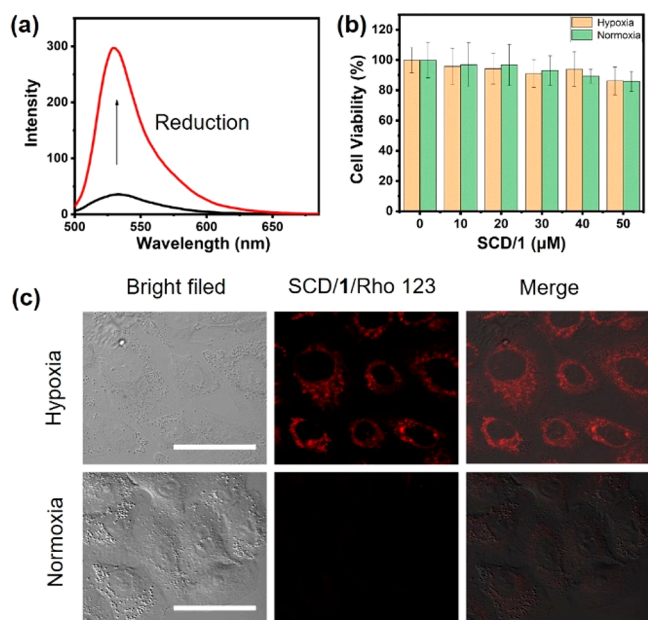 (a)
300
200
100
0
500
550
600
650
Intensity
Wavelength (nm)
Reduction
(b)
120
100
80
60
40
20
0
0
10
20
30
40
50
Cell Viability (%)
SCD/1 (μM)
Hypoxia
Normoxia
(c)
Bright filed
SCD/1/Rho 123
Merge
Hypoxia
Normoxia